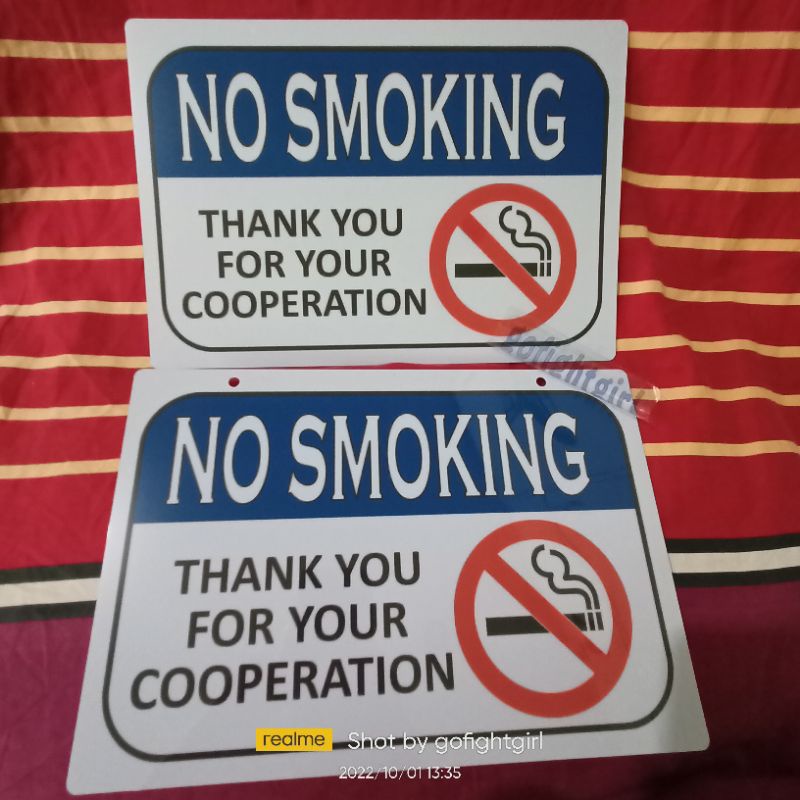 NO SMOKING
THANK YOU
FOR YOUR
COOPERATION
gofightgirl
NO SMOKING
THANK YOU
FOR YOUR
COOPERATION
realme Shot by gofightgirl
2022/10/01 13:35